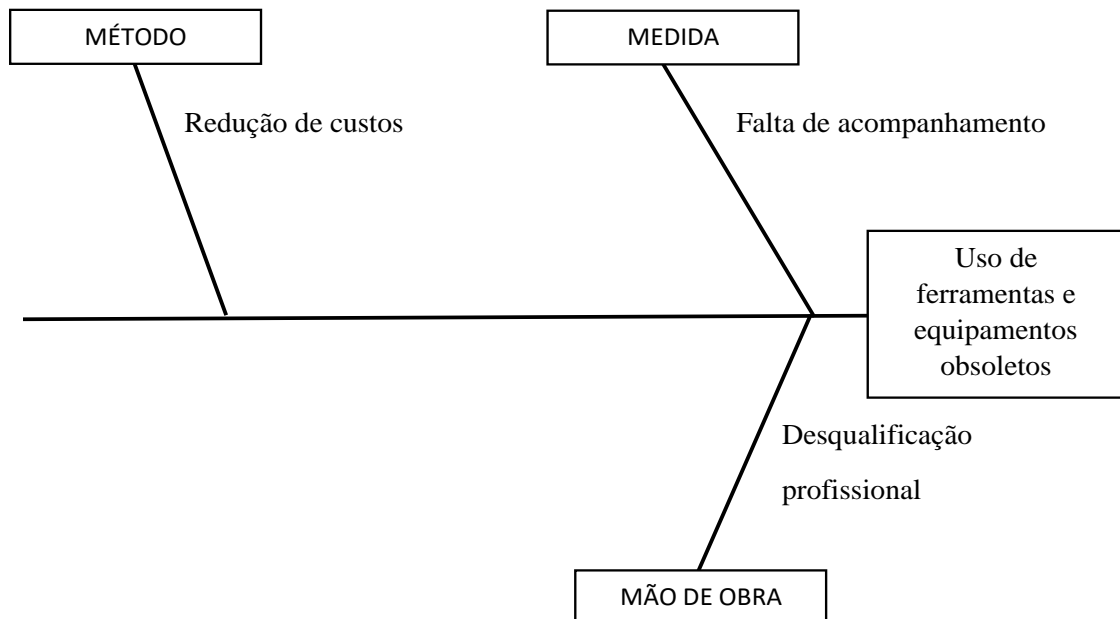 MÉTODO
MEDIDA
Redução de custos
Falta de acompanhamento
Uso de
ferramentas e
equipamentos
obsoletos
Desqualificação
profissional
MÃO DE OBRA